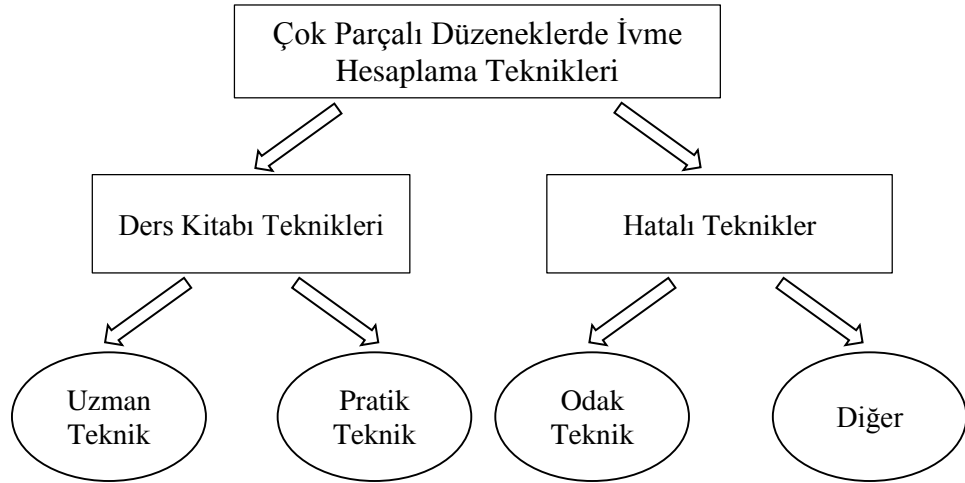 Çok Parçalı Düzeneklerde İvme
Hesaplama Teknikleri
Ders Kitabı Teknikleri
Hatalı Teknikler
Uzman
Teknik
Pratik
Teknik
Odak
Teknik
Diğer